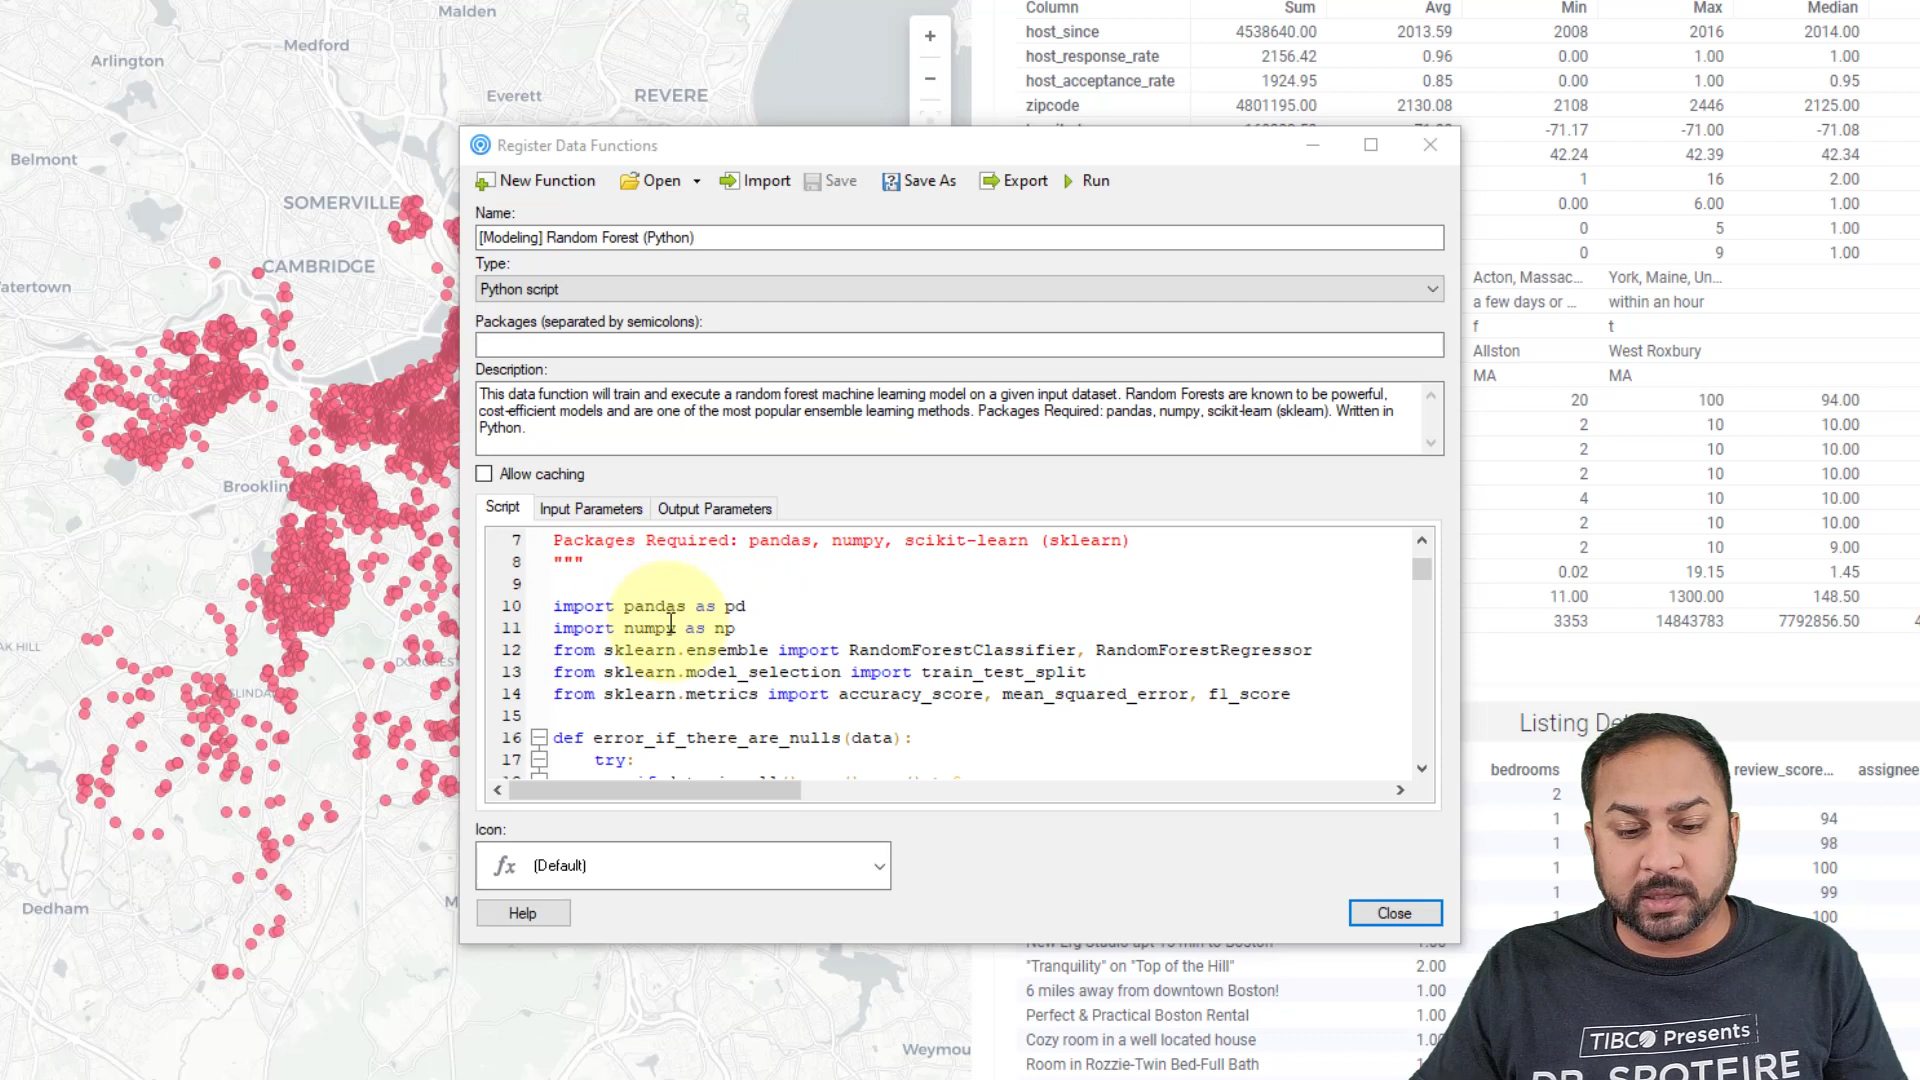 Malden
Medford
Arlington
Everett
REVERE
Belmont
SOMERVILLE
CAMBRIDGE
atertown
TON
Brooklin
AK HILL
DORCHES
SLINDA
Dedham
M
Weymou
+
−
Column Sum Avg Min Max Median
host_since 4538640.00 2013.59 2008 2016 2014.00
host_response_rate 2156.42 0.96 0.00 1.00 1.00
host_acceptance_rate 1924.95 0.85 0.00 1.00 0.95
zipcode 4801195.00 2130.08 2108 2446 2125.00
-71.17 -71.00 -71.08
42.24 42.39 42.34
1 16 2.00
0.00 6.00 1.00
0 5 1.00
0 9 1.00
Acton, Massac... York, Maine, Un...
a few days or ... within an hour
f t
Allston West Roxbury
MA MA
20 100 94.00
2 10 10.00
2 10 10.00
2 10 10.00
4 10 10.00
2 10 10.00
2 10 9.00
0.02 19.15 1.45
11.00 1300.00 148.50
3353 14843783 7792856.50 4
Register Data Functions
New Function Open Import Save Save As Export Run
Name:
[Modeling] Random Forest (Python)
Type:
Python script
Packages (separated by semicolons):
Description:
This data function will train and execute a random forest machine learning model on a given input dataset. Random Forests are known to be powerful,
cost-efficient models and are one of the most popular ensemble learning methods. Packages Required: pandas, numpy, scikit-learn (sklearn). Written in
Python.
Allow caching
Script Input Parameters Output Parameters
7 Packages Required: pandas, numpy, scikit-learn (sklearn)
8 """
9
10 import pandas as pd
11 import numpy as np
12 from sklearn.ensemble import RandomForestClassifier, RandomForestRegressor
13 from sklearn.model_selection import train_test_split
14 from sklearn.metrics import accuracy_score, mean_squared_error, f1_score
15
16 def error_if_there_are_nulls(data):
17 try:
Icon:
fx (Default)
Help Close
Listing De
bedrooms review_score... assignee
2
1 94
1 98
1 100
1 99
1 100
"Tranquility" on "Top of the Hill" 2.00
6 miles away from downtown Boston! 1.00
Perfect & Practical Boston Rental 1.00
Cozy room in a well located house 1.00
Room in Rozzie-Twin Bed-Full Bath
TIBCO Presents
DR. SPOTFIRE